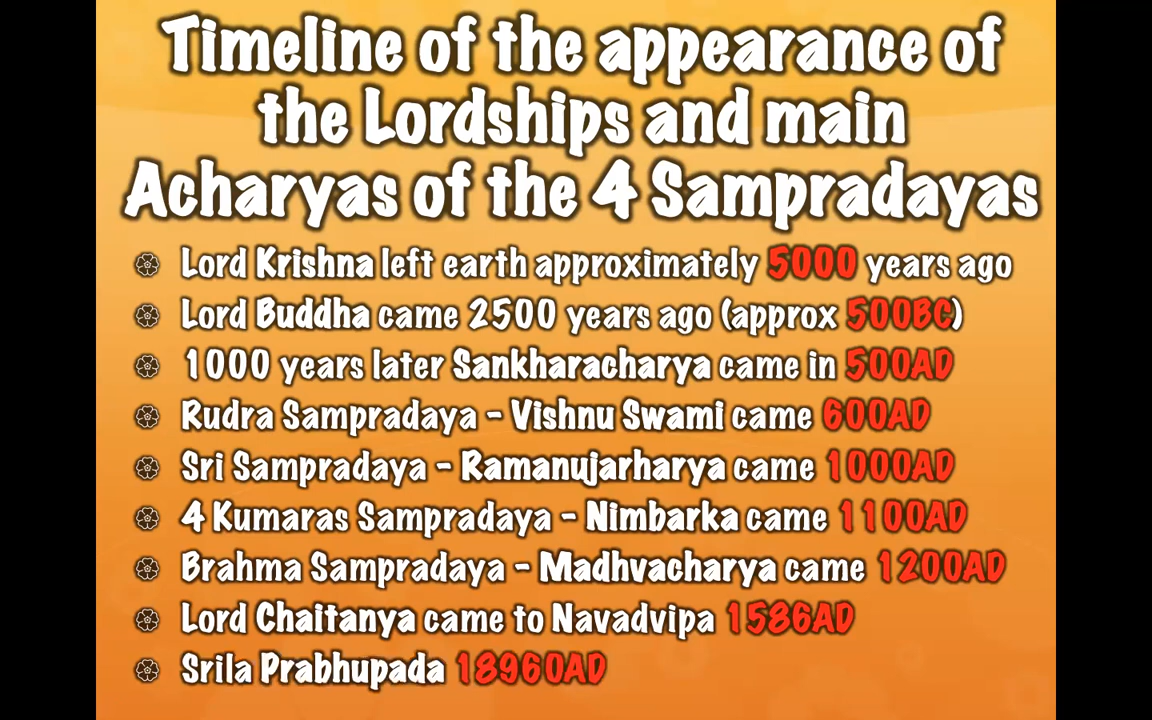 Timeline of the appearance of
the Lordships and main
Acharyas of the 4 Sampradayas
Lord Krishna left earth approximately 5000 years ago
Lord Buddha came 2500 years ago (approx 500BC)
1000 years later Sankharacharya came in 500AD
Rudra Sampradaya - Vishnu Swami came 600AD
Sri Sampradaya - Ramanujarharya came 1000AD
4 Kumaras Sampradaya - Nimbarka came 1100AD
Brahma Sampradaya - Madhvacharya came 1200AD
Lord Chaitanya came to Navadvipa 1586AD
Srila Prabhupada 18960AD